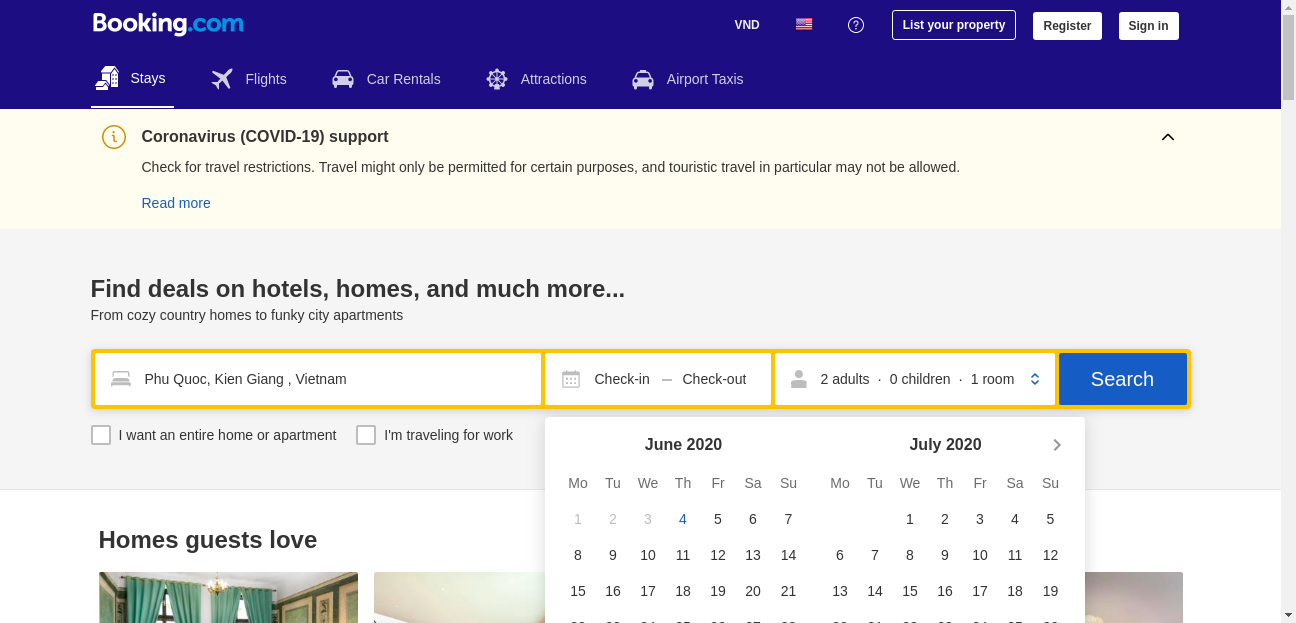 Booking.com
VND
List your property
Register
Sign in
Stays
Flights
Car Rentals
Attractions
Airport Taxis
Coronavirus (COVID-19) support
Check for travel restrictions. Travel might only be permitted for certain purposes, and touristic travel in particular may not be allowed.
Read more
Find deals on hotels, homes, and much more...
From cozy country homes to funky city apartments
Phu Quoc, Kien Giang , Vietnam
Check-in — Check-out
2 adults · 0 children · 1 room
Search
I want an entire home or apartment
I'm traveling for work
June 2020
Mo Tu We Th Fr Sa Su
1 2 3 4 5 6 7
8 9 10 11 12 13 14
15 16 17 18 19 20 21
July 2020
Mo Tu We Th Fr Sa Su
1 2 3 4 5
6 7 8 9 10 11 12
13 14 15 16 17 18 19
Homes guests love